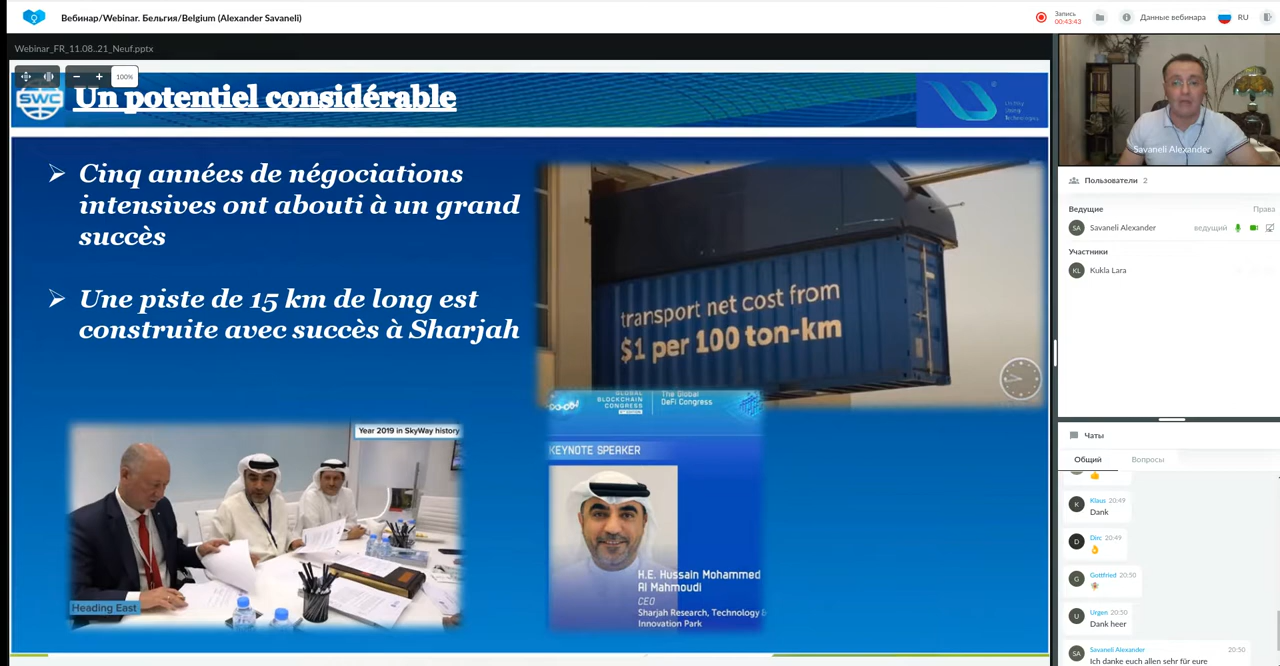 Вебинар/Webinar. Бельгия/Belgium (Alexander Savaneli)
Запись
00:43:43
Данные вебинара
RU
Webinar_FR_11.08..21_Neuf.pptx
100%
SWC
Un potentiel considérable
Cinq années de négociations
intensives ont abouti à un grand
succès
Une piste de 15 km de long est
construite avec succès à Sharjah
transport net cost from
$1 per 100 ton-km
Year 2019 in SkyWay history
Heading East
GLOBAL
BLOCKCHAIN
CONGRESS
The Global
DeFi Congress
KEYNOTE SPEAKER
H.E. Hussain Mohammed
Al Mahmoudi
CEO
Sharjah Research, Technology &
Innovation Park
Savaneli Alexander
Пользователи 2
Ведущие
Права
SA
Savaneli Alexander
ведущий
Участники
KL
Kukla Lara
Чаты
Общий
Вопросы
K
Klaus 20:49
Dank
D
Dirc 20:49
G
Gottfried 20:50
U
Urgen 20:50
Dank heer
SA
Savaneli Alexander
20:50
Ich danke euch allen sehr für eure